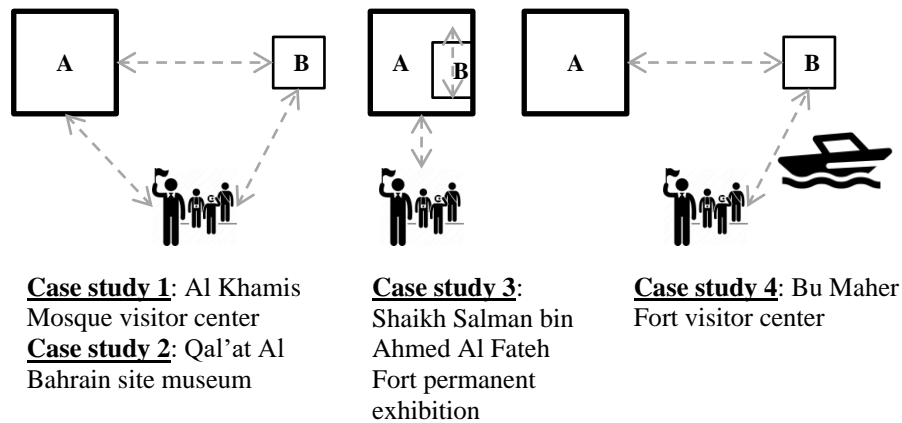 A
B
A
B
A
B
Case study 1: Al Khamis
Mosque visitor center
Case study 2: Qal’at Al
Bahrain site museum
Case study 3:
Shaikh Salman bin
Ahmed Al Fateh
Fort permanent
exhibition
Case study 4: Bu Maher
Fort visitor center